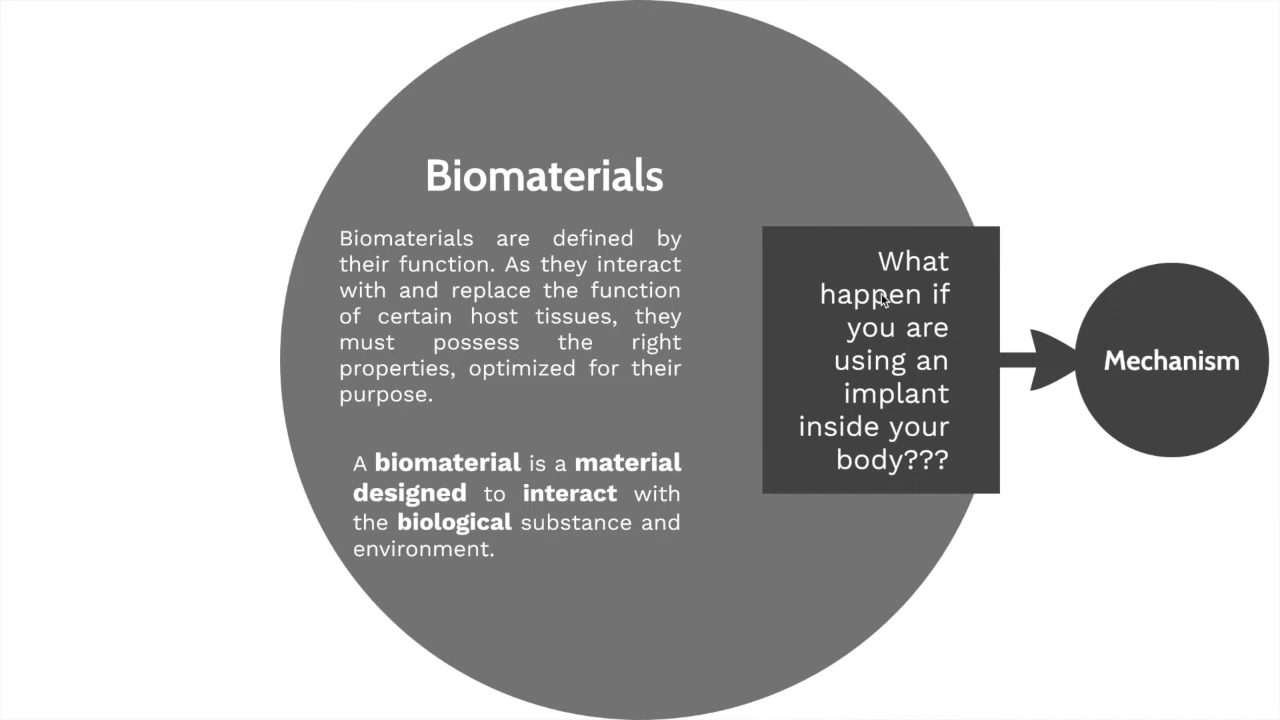 Biomaterials
Biomaterials are defined by
their function. As they interact
with and replace the function
of certain host tissues, they
must possess the right
properties, optimized for their
purpose.
A biomaterial is a material
designed to interact with
the biological substance and
environment.
What
happen if
you are
using an
implant
inside your
body???
Mechanism